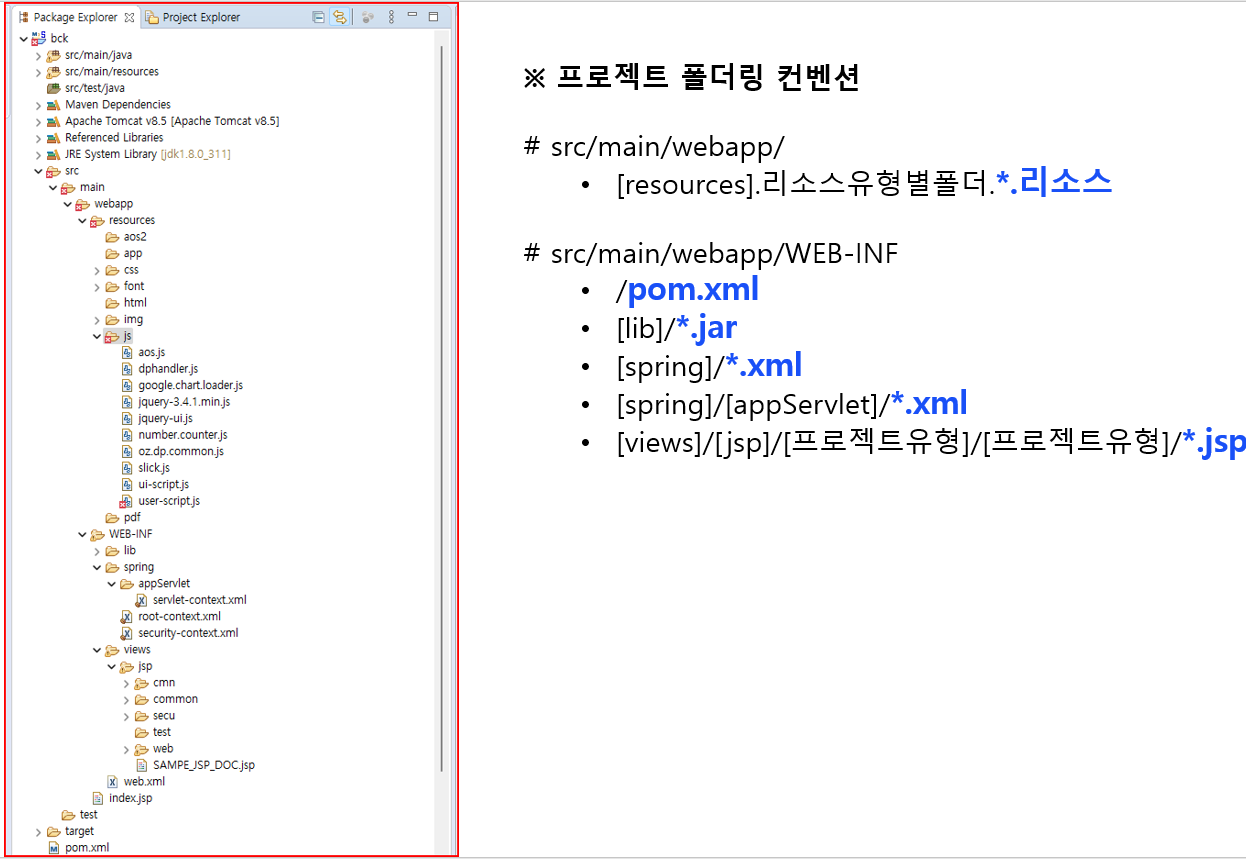 Package Explorer
Project Explorer
bck
src/main/java
src/main/resources
src/test/java
Maven Dependencies
Apache Tomcat v8.5 [Apache Tomcat v8.5]
Referenced Libraries
JRE System Library [jdk1.8.0_311]
src
main
webapp
resources
aos2
app
css
font
html
img
js
aos.js
dphandler.js
google.chart.loader.js
jquery-3.4.1.min.js
jquery-ui.js
number.counter.js
oz.dp.common.js
slick.js
ui-script.js
user-script.js
pdf
WEB-INF
lib
spring
appServlet
servlet-context.xml
root-context.xml
security-context.xml
views
jsp
cmn
common
secu
test
web
SAMPE_JSP_DOC.jsp
web.xml
index.jsp
test
target
pom.xml
※ 프로젝트 폴더링 컨벤션
# src/main/webapp/
• [resources].리소스유형별폴더.*.리소스
# src/main/webapp/WEB-INF
• /pom.xml
• [lib]/*.jar
• [spring]/*.xml
• [spring]/[appServlet]/*.xml
• [views]/[jsp]/[프로젝트유형]/[프로젝트유형]/*.jsp